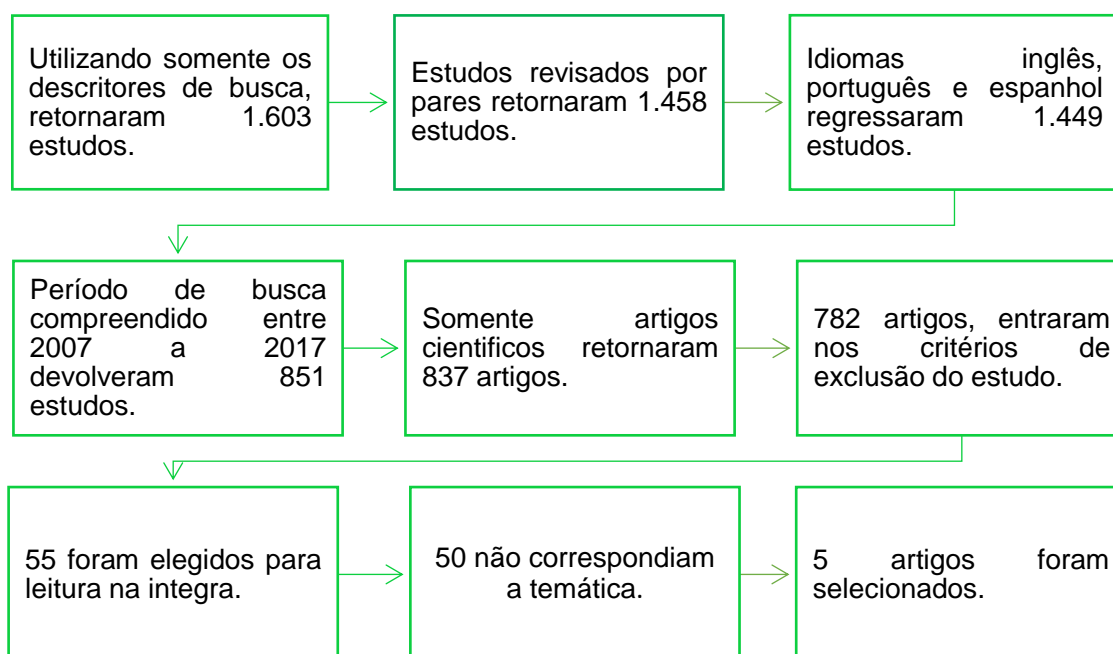 Utilizando somente os
descritores de busca,
retornaram 1.603
estudos.
Estudos revisados por
pares retornaram 1.458
estudos.
Idiomas inglês,
português e espanhol
regressaram 1.449
estudos.
Período de busca
compreendido entre
2007 a 2017
devolveram 851
estudos.
Somente artigos
cientificos retornaram
837 artigos.
782 artigos, entraram
nos critérios de
exclusão do estudo.
55 foram elegidos para
leitura na integra.
50 não correspondiam
a temática.
5 artigos foram
selecionados.